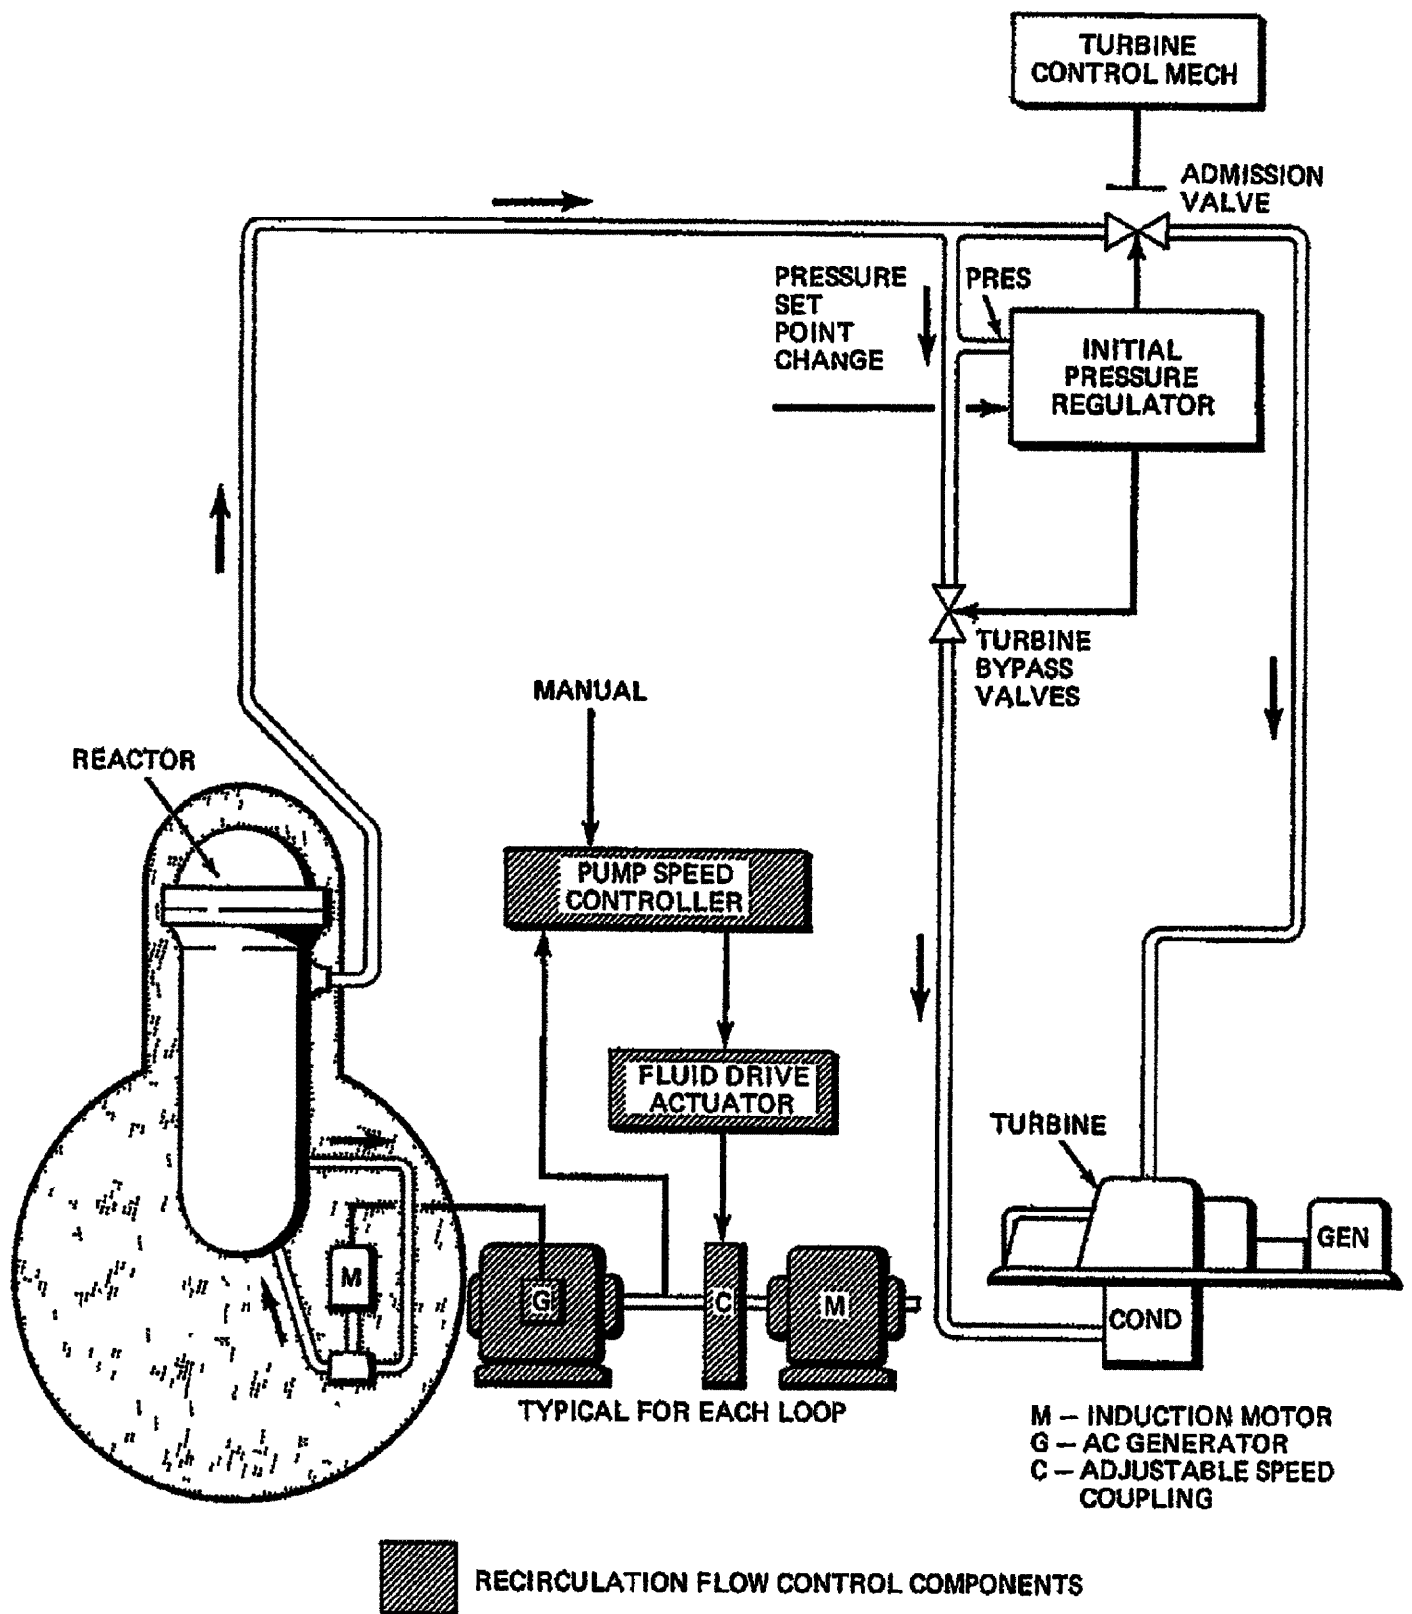 TURBINE
CONTROL MECH
ADMISSION
VALVE
PRESSURE
SET
POINT
CHANGE
PRES
INITIAL
PRESSURE
REGULATOR
TURBINE
BYPASS
VALVES
MANUAL
REACTOR
PUMP SPEED
CONTROLLER
FLUID DRIVE
ACTUATOR
TURBINE
GEN
M
G
C
M
COND
TYPICAL FOR EACH LOOP
M – INDUCTION MOTOR
G – AC GENERATOR
C – ADJUSTABLE SPEED
COUPLING
RECIRCULATION FLOW CONTROL COMPONENTS